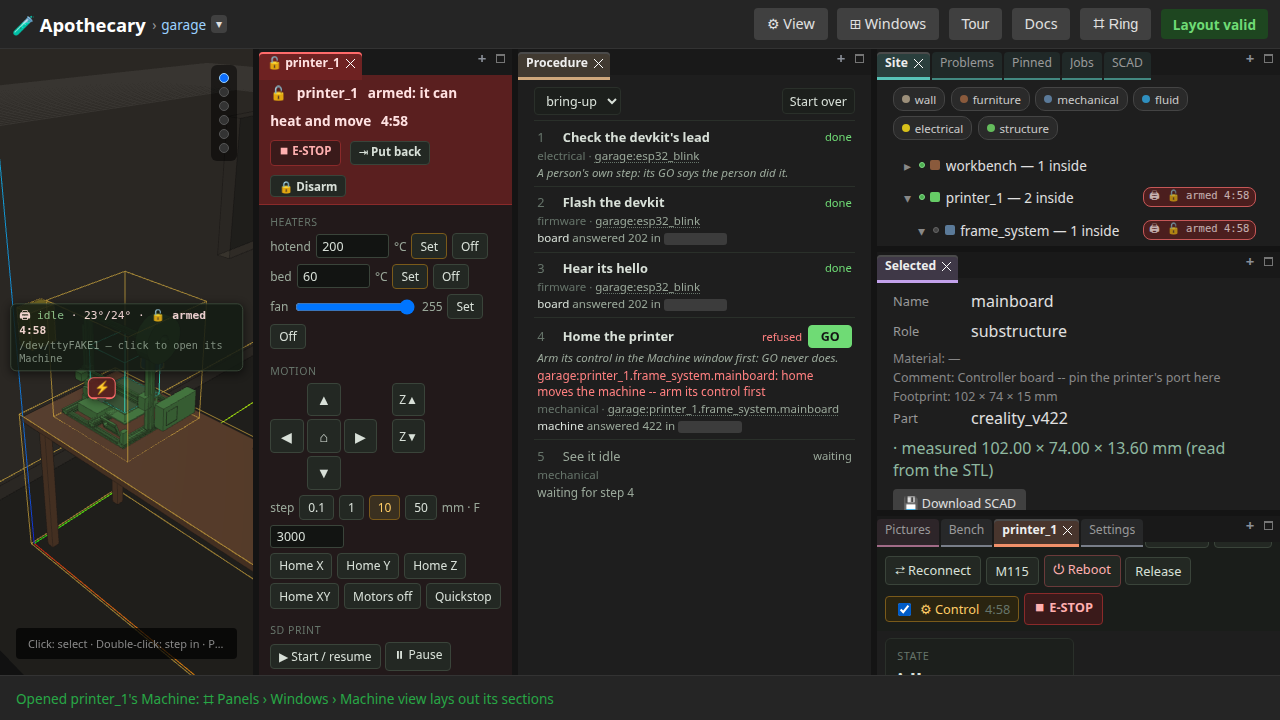 🧪 Apothecary › garage ▾
⚙ View
⊞ Windows
Tour
Docs
⌗ Ring
Layout valid
🖨 idle · 23°/24° · 🔓 armed
4:58
/dev/ttyFAKE1 — click to open its
Machine
Click: select · Double-click: step in · P…
🔓 printer_1
🔓 printer_1 armed: it can
heat and move 4:58
■ E-STOP
⇥ Put back
🔒 Disarm
HEATERS
hotend 200 °C Set Off
bed 60 °C Set Off
fan 255 Set
Off
MOTION
▲ Z▲
◀ ⌂ ▶ Z▼
▼
step 0.1 1 10 50 mm · F
3000
Home X Home Y Home Z
Home XY Motors off Quickstop
SD PRINT
▶ Start / resume ⏸ Pause
Procedure
bring-up
Start over
1 Check the devkit's lead done
electrical · garage:esp32_blink
A person's own step: its GO says the person did it.
2 Flash the devkit done
firmware · garage:esp32_blink
board answered 202 in
3 Hear its hello done
firmware · garage:esp32_blink
board answered 202 in
4 Home the printer refused GO
Arm its control in the Machine window first: GO never does.
garage:printer_1.frame_system.mainboard: home
moves the machine -- arm its control first
mechanical · garage:printer_1.frame_system.mainboard
machine answered 422 in
5 See it idle waiting
mechanical
waiting for step 4
Site Problems Pinned Jobs SCAD
wall furniture mechanical fluid
electrical structure
▸ workbench — 1 inside
▾ printer_1 — 2 inside 🖨 🔓 armed 4:58
▾ frame_system — 1 inside 🖨 🔓 armed 4:58
Selected
Name mainboard
Role substructure
Material: —
Comment: Controller board -- pin the printer's port here
Footprint: 102 × 74 × 15 mm
Part creality_v422
· measured 102.00 × 74.00 × 13.60 mm (read
from the STL)
💾 Download SCAD
Pictures Bench printer_1 Settings
⇄ Reconnect M115 ⏻ Reboot Release
⚙ Control 4:58 ■ E-STOP
STATE
Opened printer_1's Machine: ⌗ Panels › Windows › Machine view lays out its sections